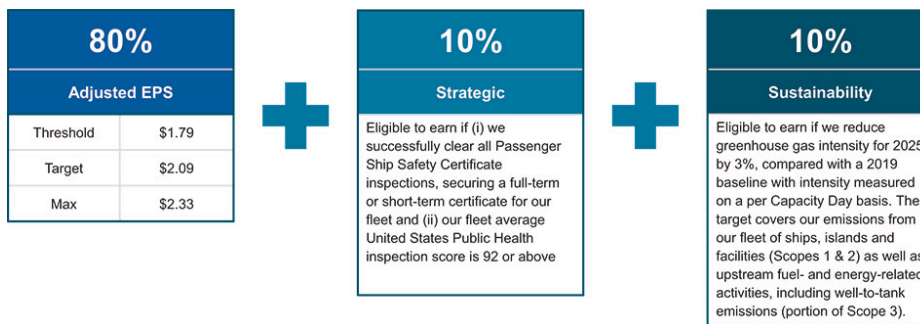 80%
Adjusted EPS
Threshold $1.79
Target $2.09
Max $2.33
10%
Strategic
Eligible to earn if (i) we
successfully clear all Passenger
Ship Safety Certificate
inspections, securing a full-term
or short-term certificate for our
fleet and (ii) our fleet average
United States Public Health
inspection score is 92 or above
10%
Sustainability
Eligible to earn if we reduce
greenhouse gas intensity for 2025
by 3%, compared with a 2019
baseline with intensity measured
on a per Capacity Day basis. The
target covers our emissions from
our fleet of ships, islands and
facilities (Scopes 1 & 2) as well as
upstream fuel- and energy-related
activities, including well-to-tank
emissions (portion of Scope 3).